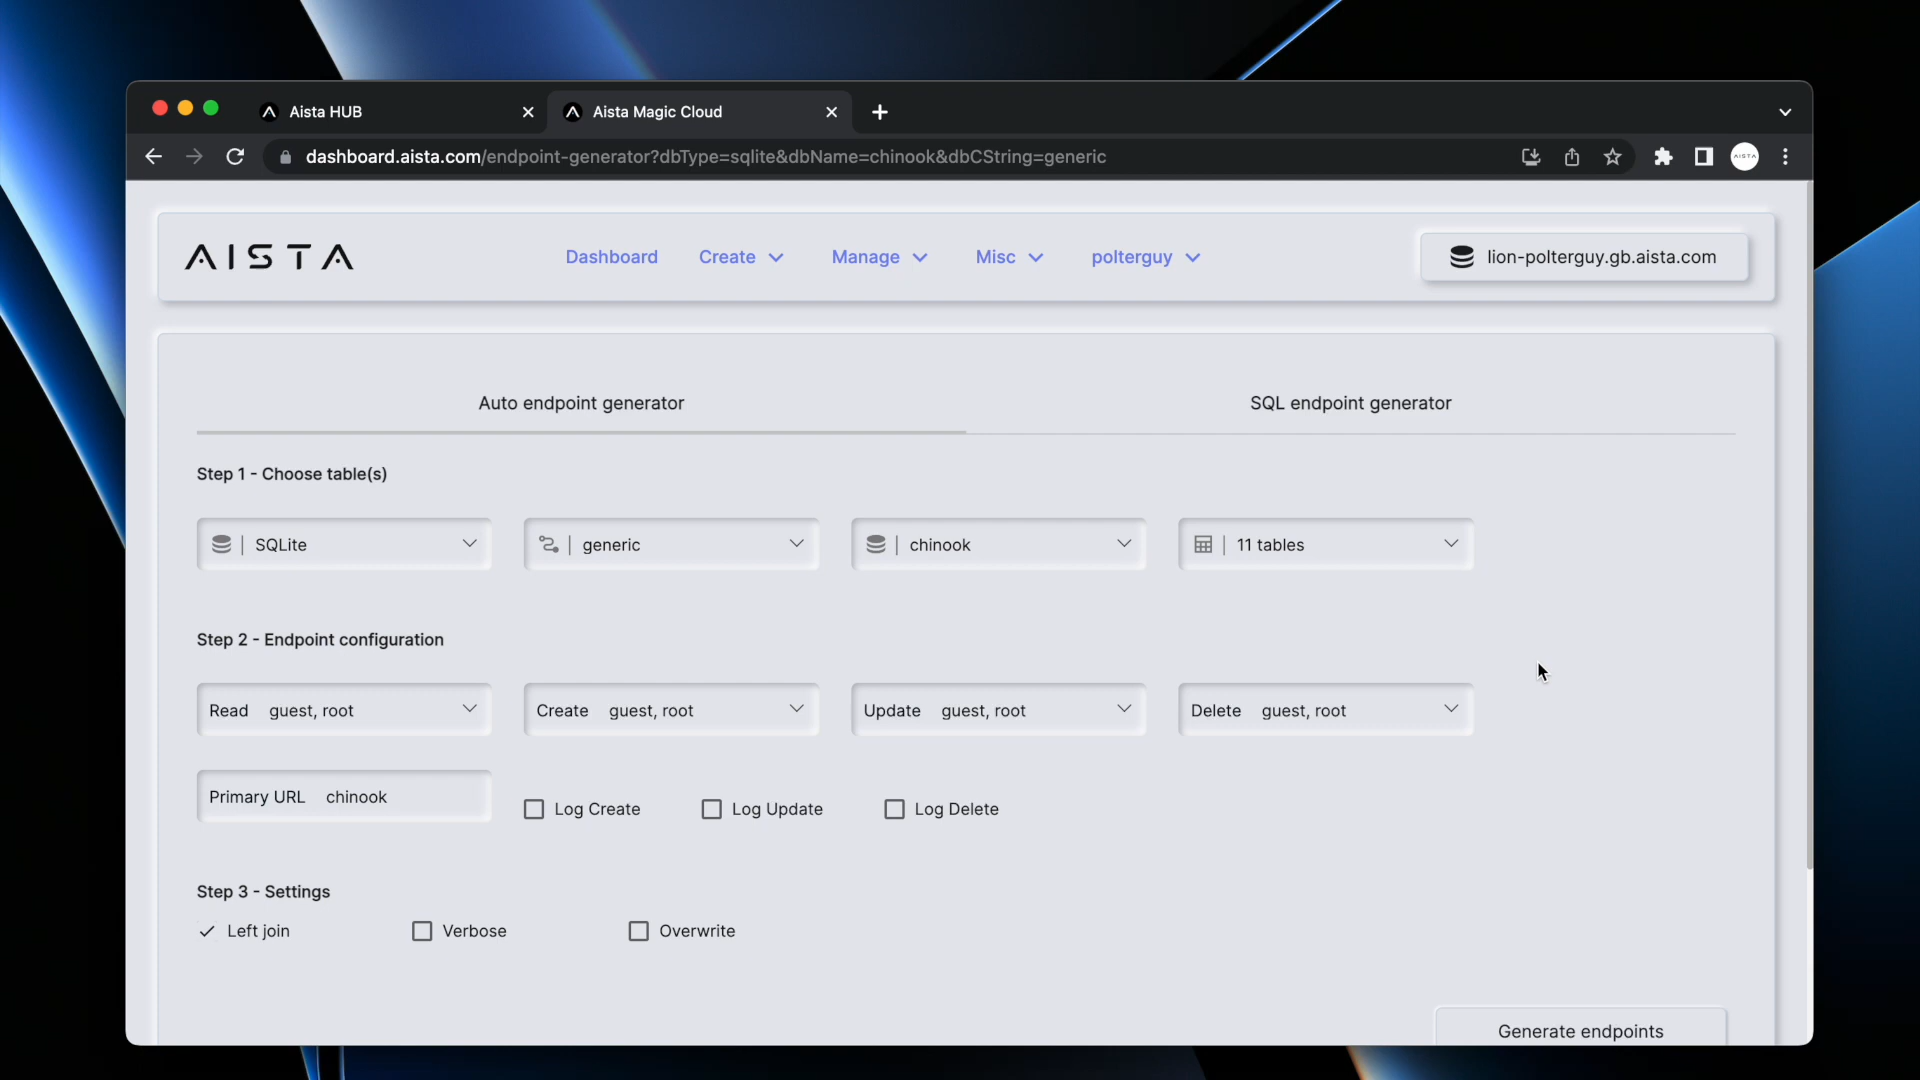 Aista HUB
Aista Magic Cloud
dashboard.aista.com/endpoint-generator?dbType=sqlite&dbName=chinook&dbCString=generic
AISTA
AISTA
Dashboard
Create
Manage
Misc
polterguy
lion-polterguy.gb.aista.com
Auto endpoint generator
SQL endpoint generator
Step 1 - Choose table(s)
SQLite
generic
chinook
11 tables
Step 2 - Endpoint configuration
Read guest, root
Create guest, root
Update guest, root
Delete guest, root
Primary URL chinook
Log Create
Log Update
Log Delete
Step 3 - Settings
Left join
Verbose
Overwrite
Generate endpoints